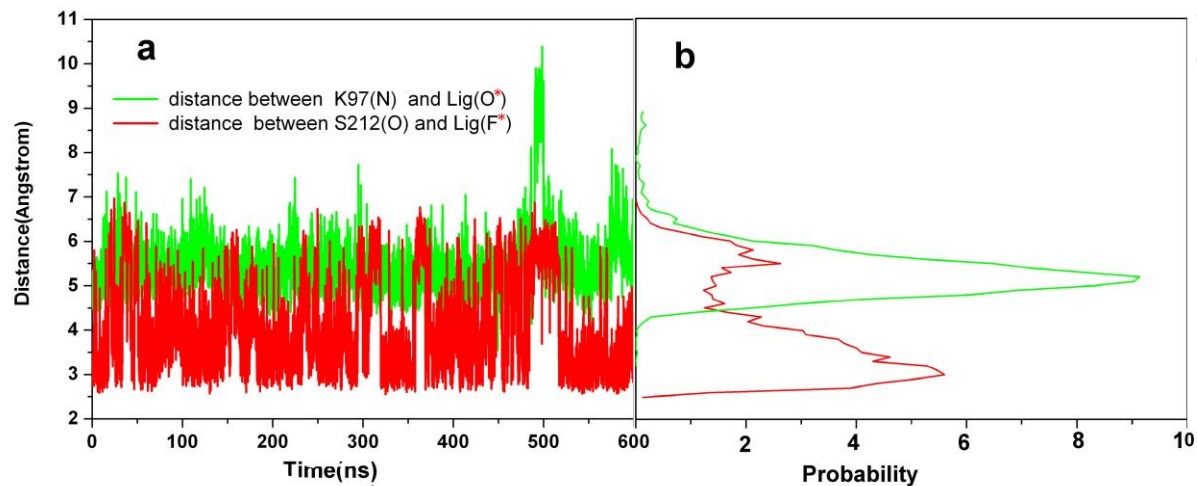 a
b
distance between K97(N) and Lig(O*)
distance between S212(O) and Lig(F*)
Distance(Angstrom)
11
10
9
8
7
6
5
4
3
2
0 100 200 300 400 500 600
2 4 6 8 10
Time(ns)
Probability